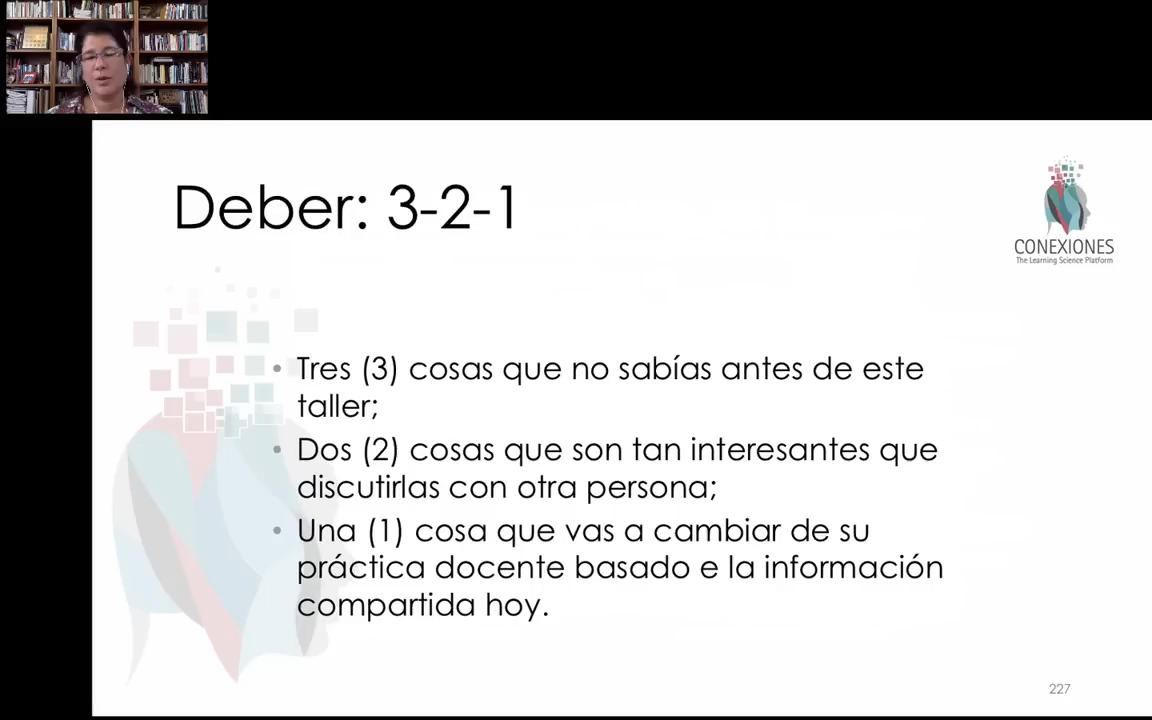 Deber: 3-2-1
CONEXIONES
The Learning Science Platform
• Tres (3) cosas que no sabías antes de este
taller;
• Dos (2) cosas que son tan interesantes que
discutirlas con otra persona;
• Una (1) cosa que vas a cambiar de su
práctica docente basado e la información
compartida hoy.
227